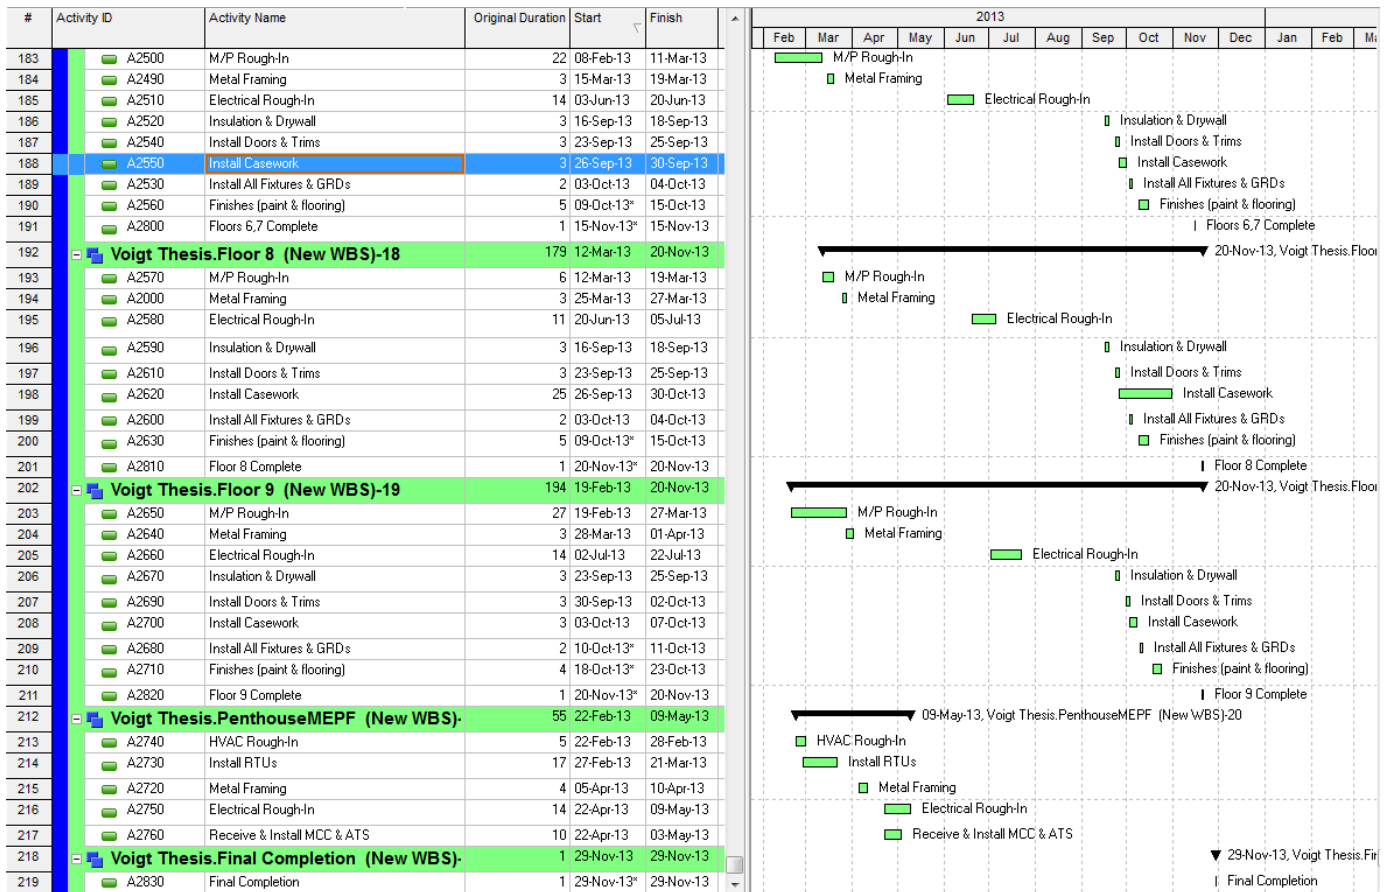 # Activity ID Activity Name Original Duration Start Finish 2013
Feb Mar Apr May Jun Jul Aug Sep Oct Nov Dec Jan Feb
183 A2500 M/P Rough-In 22 08-Feb-13 11-Mar-13 M/P Rough-In
184 A2490 Metal Framing 3 15-Mar-13 19-Mar-13 Metal Framing
185 A2510 Electrical Rough-In 14 03-Jun-13 20-Jun-13 Electrical Rough-In
186 A2520 Insulation & Drywall 3 16-Sep-13 18-Sep-13 Insulation & Drywall
187 A2540 Install Doors & Trims 3 23-Sep-13 25-Sep-13 Install Doors & Trims
188 A2550 Install Casework 3 26-Sep-13 30-Sep-13 Install Casework
189 A2530 Install All Fixtures & GRDs 2 03-Oct-13 04-Oct-13 Install All Fixtures & GRDs
190 A2560 Finishes (paint & flooring) 5 09-Oct-13* 15-Oct-13 Finishes (paint & flooring)
191 A2800 Floors 6,7 Complete 1 15-Nov-13* 15-Nov-13 Floors 6,7 Complete
192 Voigt Thesis.Floor 8 (New WBS)-18 179 12-Mar-13 20-Nov-13 20-Nov-13, Voigt Thesis.Floor
193 A2570 M/P Rough-In 6 12-Mar-13 19-Mar-13 M/P Rough-In
194 A2000 Metal Framing 3 25-Mar-13 27-Mar-13 Metal Framing
195 A2580 Electrical Rough-In 11 20-Jun-13 05-Jul-13 Electrical Rough-In
196 A2590 Insulation & Drywall 3 16-Sep-13 18-Sep-13 Insulation & Drywall
197 A2610 Install Doors & Trims 3 23-Sep-13 25-Sep-13 Install Doors & Trims
198 A2620 Install Casework 25 26-Sep-13 30-Oct-13 Install Casework
199 A2600 Install All Fixtures & GRDs 2 03-Oct-13 04-Oct-13 Install All Fixtures & GRDs
200 A2630 Finishes (paint & flooring) 5 09-Oct-13* 15-Oct-13 Finishes (paint & flooring)
201 A2810 Floor 8 Complete 1 20-Nov-13* 20-Nov-13 Floor 8 Complete
202 Voigt Thesis.Floor 9 (New WBS)-19 194 19-Feb-13 20-Nov-13 20-Nov-13, Voigt Thesis.Floor
203 A2650 M/P Rough-In 27 19-Feb-13 27-Mar-13 M/P Rough-In
204 A2640 Metal Framing 3 28-Mar-13 01-Apr-13 Metal Framing
205 A2660 Electrical Rough-In 14 02-Jul-13 22-Jul-13 Electrical Rough-In
206 A2670 Insulation & Drywall 3 23-Sep-13 25-Sep-13 Insulation & Drywall
207 A2690 Install Doors & Trims 3 30-Sep-13 02-Oct-13 Install Doors & Trims
208 A2700 Install Casework 3 03-Oct-13 07-Oct-13 Install Casework
209 A2680 Install All Fixtures & GRDs 2 10-Oct-13* 11-Oct-13 Install All Fixtures & GRDs
210 A2710 Finishes (paint & flooring) 4 18-Oct-13* 23-Oct-13 Finishes (paint & flooring)
211 A2820 Floor 9 Complete 1 20-Nov-13* 20-Nov-13 Floor 9 Complete
212 Voigt Thesis.PenthouseMEPF (New WBS)- 55 22-Feb-13 09-May-13 09-May-13, Voigt Thesis.PenthouseMEPF (New WBS)-20
213 A2740 HVAC Rough-In 5 22-Feb-13 28-Feb-13 HVAC Rough-In
214 A2730 Install RTUs 17 27-Feb-13 21-Mar-13 Install RTUs
215 A2720 Metal Framing 4 05-Apr-13 10-Apr-13 Metal Framing
216 A2750 Electrical Rough-In 14 22-Apr-13 09-May-13 Electrical Rough-In
217 A2760 Receive & Install MCC & ATS 10 22-Apr-13 03-May-13 Receive & Install MCC & ATS
218 Voigt Thesis.Final Completion (New WBS)- 1 29-Nov-13 29-Nov-13 29-Nov-13, Voigt Thesis.Fi
219 A2830 Final Completion 1 29-Nov-13* 29-Nov-13 Final Completion